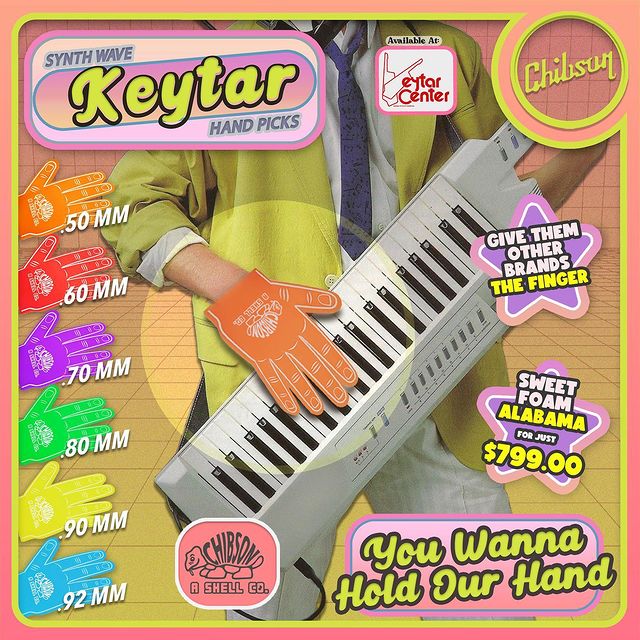 SYNTH WAVE
Keytar
HAND PICKS
Available At:
Keytar
Center
Chibsun
.50 MM
.60 MM
.70 MM
.80 MM
.90 MM
.92 MM
GIVE THEM
OTHER
BRANDS
THE FINGER
SWEET
FOAM
ALABAMA
FOR JUST
$799.00
CHIBSON
A SHELL CO.
You Wanna
Hold Our Hand